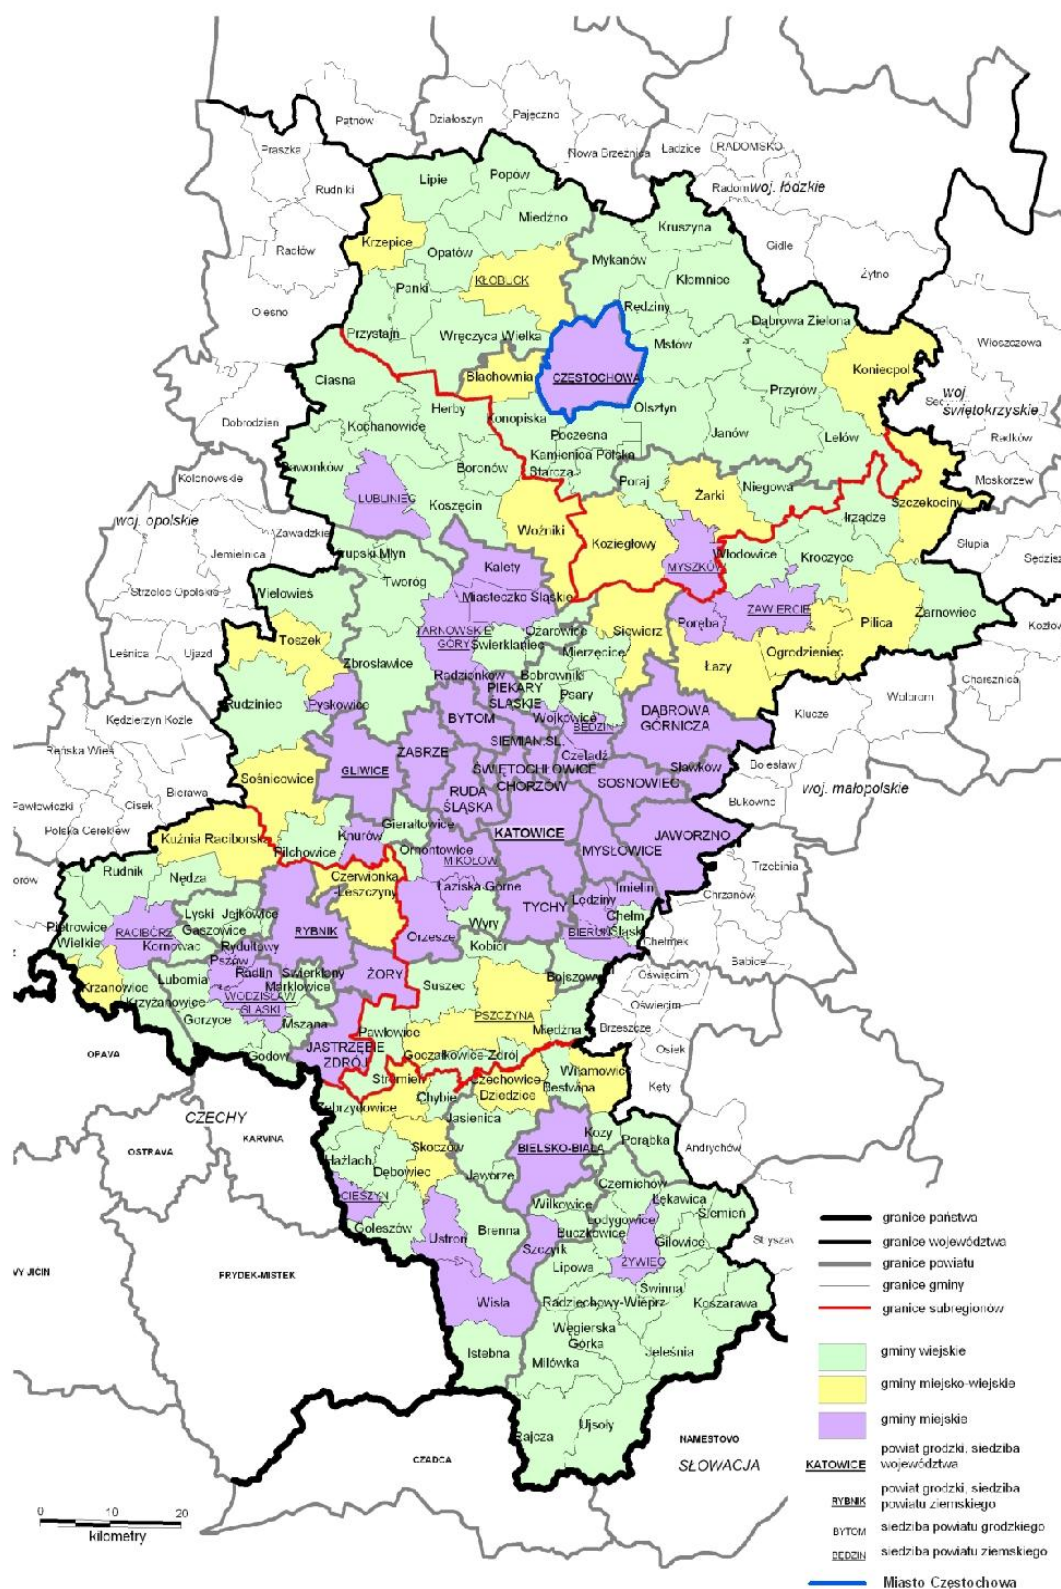 Patnów
Działoszyn
Pajęczno
Praszka
Nowa Brzeźnica
Ładzice
RADOMSKO
Rudniki
Lipie
Popów
woj. łódzkie
Miedźno
Kruszyna
Krzepice
Radłów
Opatów
Mykanów
Gidle
Żytno
Kłomnice
KŁOBUCK
Panki
Olesno
Rędziny
Dąbrowa Zielona
Przystajń
Wręczyca Wielka
Mstów
Włoszczowa
Koniecpol
Blachownia
CZĘSTOCHOWA
Ciasna
Przyrów
woj.
świętokrzyskie
Herby
Olsztyn
Dobrodzien
Kochanowice
Konopiska
Janów
Poczesna
Lelów
Radków
Kamienica Polska
Pawonków
Boronów
Starcza
Moskorzew
Kolonowskie
Poraj
Niegowa
LUBLINIEC
Żarki
Szczekociny
Koszęcin
woj. opolskie
Woźniki
Irządze
Zawadzkie
Koziegłowy
Słupia
Jemielnica
Krupski Młyn
Włodowice
Kroczyce
Kalety
MYSZKÓW
Tworóg
Strzelce Opolskie
Wielowieś
Miasteczko Śląskie
ZAWIERCIE
Żarnowiec
Poręba
Pilica
TARNOWSKIE
GÓRY
Ożarowice
Siewierz
Toszek
Świerklaniec
Leśnica
Ujazd
Mierzęcice
Ogrodzieniec
Zbrosławice
Łazy
Radzionków
Bobrowniki
Charsznica
PIEKARY
ŚLĄSKIE
Psary
Wolbrom
Rudziniec
Pyskowice
DĄBROWA
GÓRNICZA
Klucze
Kędzierzyn Kozle
BYTOM
Wojkowice
BĘDZIN
SIEMIAN.ŚL.
Reńska Wieś
ZABRZE
Czeladź
Bolesław
GLIWICE
ŚWIĘTOCHŁOWICE
Sławków
Sośnicowice
CHORZÓW
SOSNOWIEC
Bierawa
RUDA
ŚLĄSKA
woj. małopolskie
Cisek
Bukowno
Pawłowiczki
Gierałtowice
Polska Cerekiew
KATOWICE
JAWORZNO
Kuźnia Raciborska
Knurów
Pilchowice
Ornontowice
MYSŁOWICE
MIKOŁÓW
Trzebinia
Rudnik
Nędza
Czerwionka
-Leszczyny
Łaziska Górne
Imielin
Chrzanów
Lędziny
TYCHY
Lyski
Jejkowice
Chełm
Śląski
Pietrowice
Wielkie
RACIBÓRZ
Gaszowice
RYBNIK
Wyry
BIERUŃ
Kornowac
Rydułtowy
Orzesze
Kobiór
Chełmek
Pszów
Babice
Lubomia
Radlin
Świerklany
ŻORY
Bojszowy
Oświęcim
Krzanowice
Marklowice
Suszec
Krzyżanowice
WODZISŁAW
ŚLĄSKI
Oświęcim
Gorzyce
Mszana
PSZCZYNA
Brzeszcze
Pawłowice
Miedźna
JASTRZĘBIE
ZDRÓJ
Osiek
OPAVA
Godów
Goczałkowice-Zdrój
Wilamowice
Strumień
Czechowice
Dziedzice
Bestwina
Kęty
Zebrzydowice
Chybie
CZECHY
Jasienica
KARVINA
Kozy
Porąbka
Andrychów
OSTRAVA
Skoczów
BIELSKO-BIAŁA
Hażlach
Dębowiec
Jaworze
CIESZYN
Czernichów
Wilkowice
Łękawica
Ślemień
Goleszów
Brenna
Łodygowice
Ustroń
Buczkowice
Gilowice
Szczyrk
ŻYWIEC
Lipowa
FRYDEK-MISTEK
Świnna
Wisła
Radziechowy-Wieprz
Koszarawa
Węgierska
Górka
Istebna
Jeleśnia
Milówka
Ujsoły
Rajcza
NAMESTOVO
CZADCA
SŁOWACJA
0 10 20
kilometry
granice państwa
granice województwa
granice powiatu
granice gminy
granice subregionów
gminy wiejskie
gminy miejsko-wiejskie
gminy miejskie
KATOWICE powiat grodzki, siedziba
województwa
RYBNIK powiat grodzki, siedziba
powiatu ziemskiego
BYTOM siedziba powiatu grodzkiego
BĘDZIN siedziba powiatu ziemskiego
Miasto Częstochowa